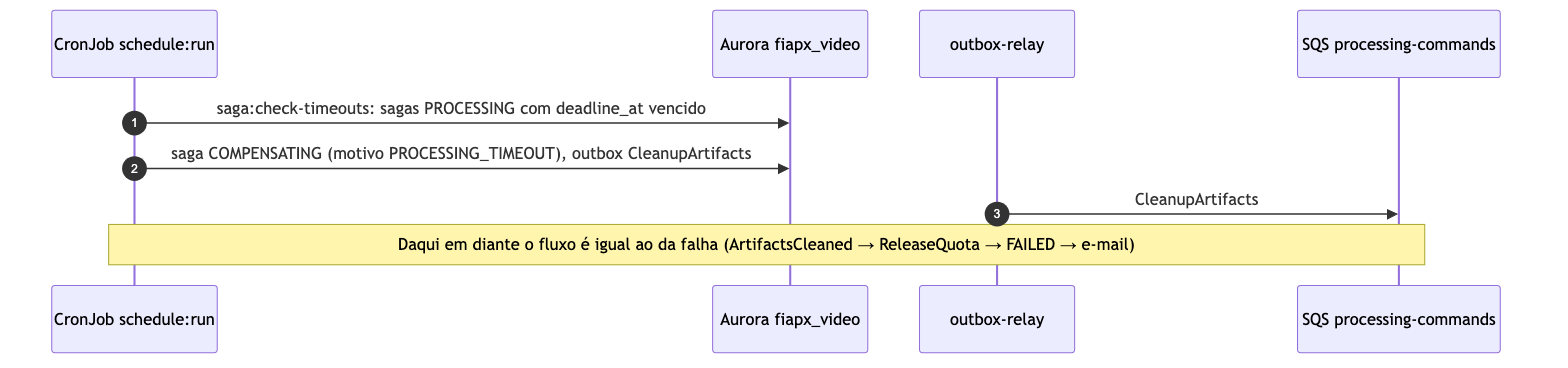 CronJob schedule:run
Aurora fiapx_video
outbox-relay
SQS processing-commands
1
saga:check-timeouts: sagas PROCESSING com deadline_at vencido
2
saga COMPENSATING (motivo PROCESSING_TIMEOUT), outbox CleanupArtifacts
3
CleanupArtifacts
Daqui em diante o fluxo é igual ao da falha (ArtifactsCleaned → ReleaseQuota → FAILED → e-mail)
CronJob schedule:run
Aurora fiapx_video
outbox-relay
SQS processing-commands